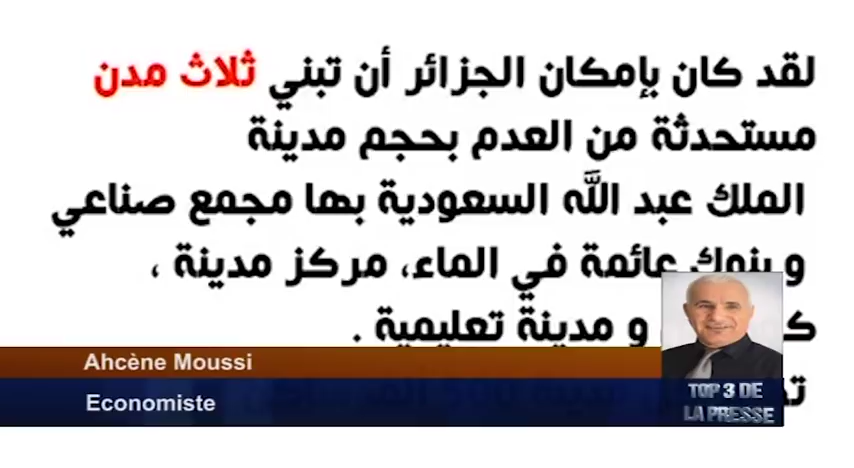 لقد كان بإمكان الجزائر أن تبني ثلاث مدن
مستحدثة من العدم بحجم مدينة
الملك عبد اللَّه السعودية بها مجمع صناعي
و بنوك عائمة في الماء، مركز مدينة ،
و مدينة تعليمية .
Ahcène Moussi
Economiste
TOP 3 DE
LA PRESSE